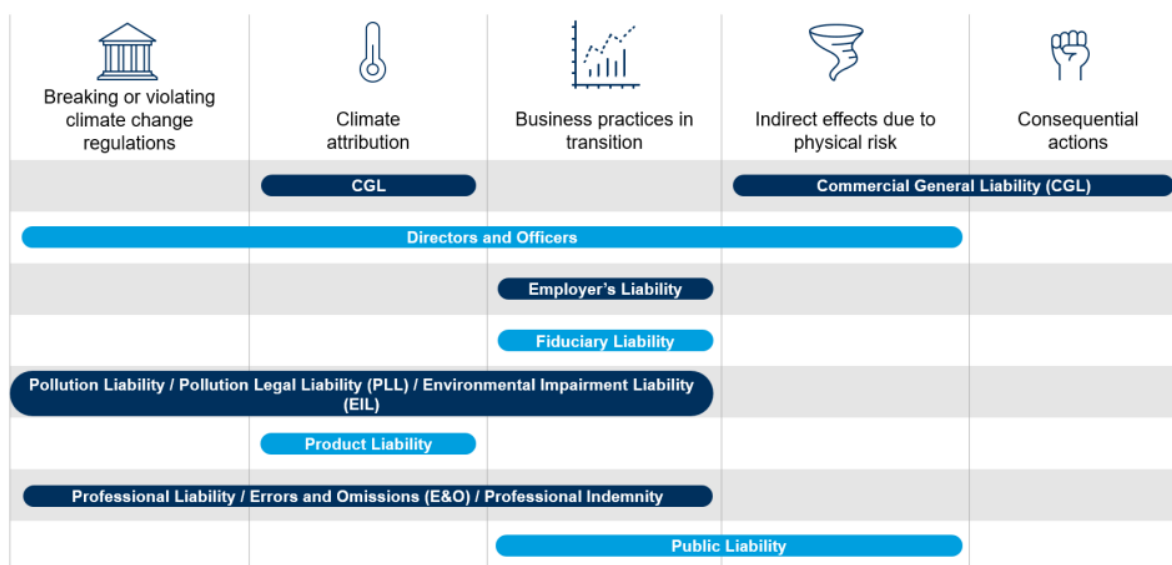 Breaking or violating
climate change
regulations
Climate
attribution
Business practices in
transition
Indirect effects due to
physical risk
Consequential
actions
CGL
Commercial General Liability (CGL)
Directors and Officers
Employer's Liability
Fiduciary Liability
Pollution Liability / Pollution Legal Liability (PLL) / Environmental Impairment Liability
(EIL)
Product Liability
Professional Liability / Errors and Omissions (E&O) / Professional Indemnity
Public Liability